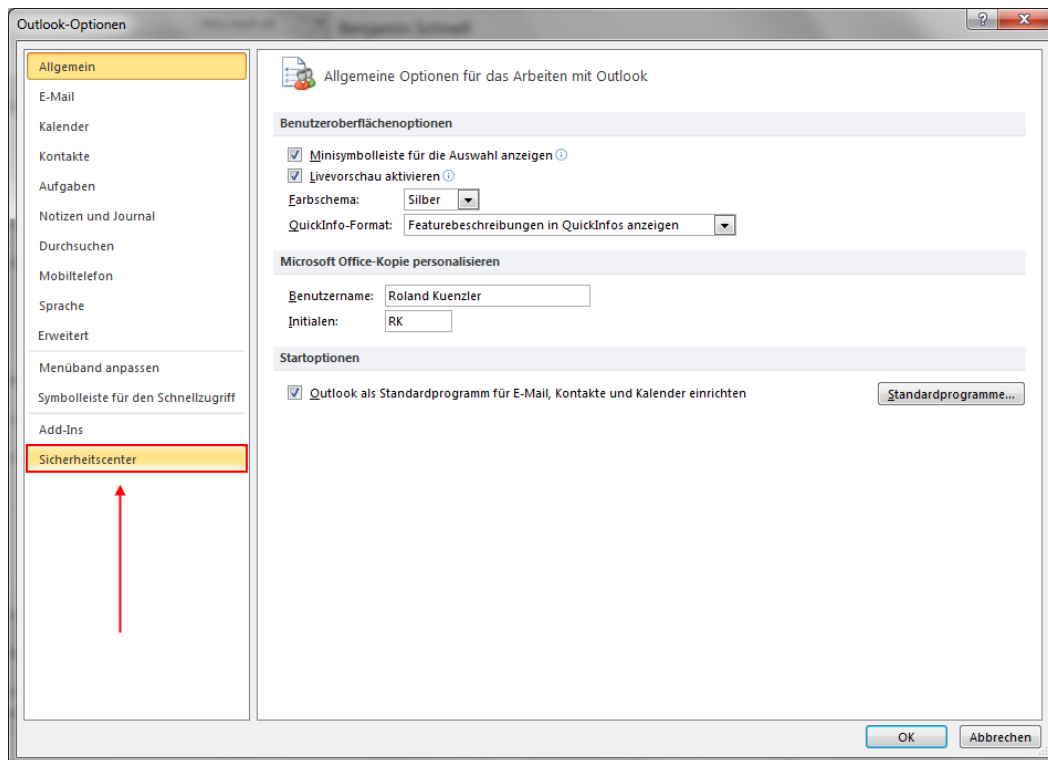 Outlook-Optionen
Benjamin Schnell
?
X
Allgemein
E-Mail
Kalender
Kontakte
Aufgaben
Notizen und Journal
Durchsuchen
Mobiltelefon
Sprache
Erweitert
Menüband anpassen
Symbolleiste für den Schnellzugriff
Add-Ins
Sicherheitscenter
Allgemeine Optionen für das Arbeiten mit Outlook
Benutzeroberflächenoptionen
Minisymbolleiste für die Auswahl anzeigen
Livevorschau aktivieren
Farbschema: Silber
QuickInfo-Format: Featurebeschreibungen in QuickInfos anzeigen
Microsoft Office-Kopie personalisieren
Benutzername: Roland Kuenzler
Initialen: RK
Startoptionen
Outlook als Standardprogramm für E-Mail, Kontakte und Kalender einrichten
Standardprogramme...
OK
Abbrechen